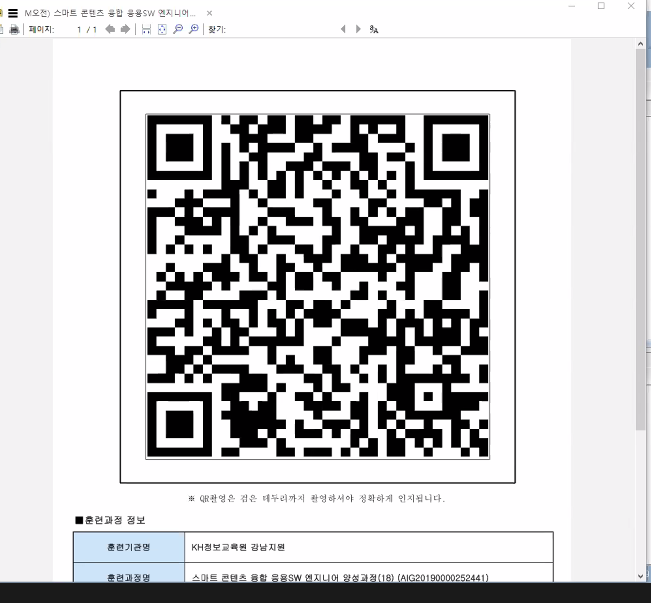 M오전) 스마트 콘텐츠 융합 응용SW 엔지니어...
페이지: 1 / 1 찾기:
※ QR촬영은 검은 테두리까지 촬영하셔야 정확하게 인지됩니다.
■훈련과정 정보
훈련기관명 KH정보교육원 강남지원
훈련과정명 스마트 콘텐츠 융합 응용SW 엔지니어 양성과정(18) (AIG20190000252441)